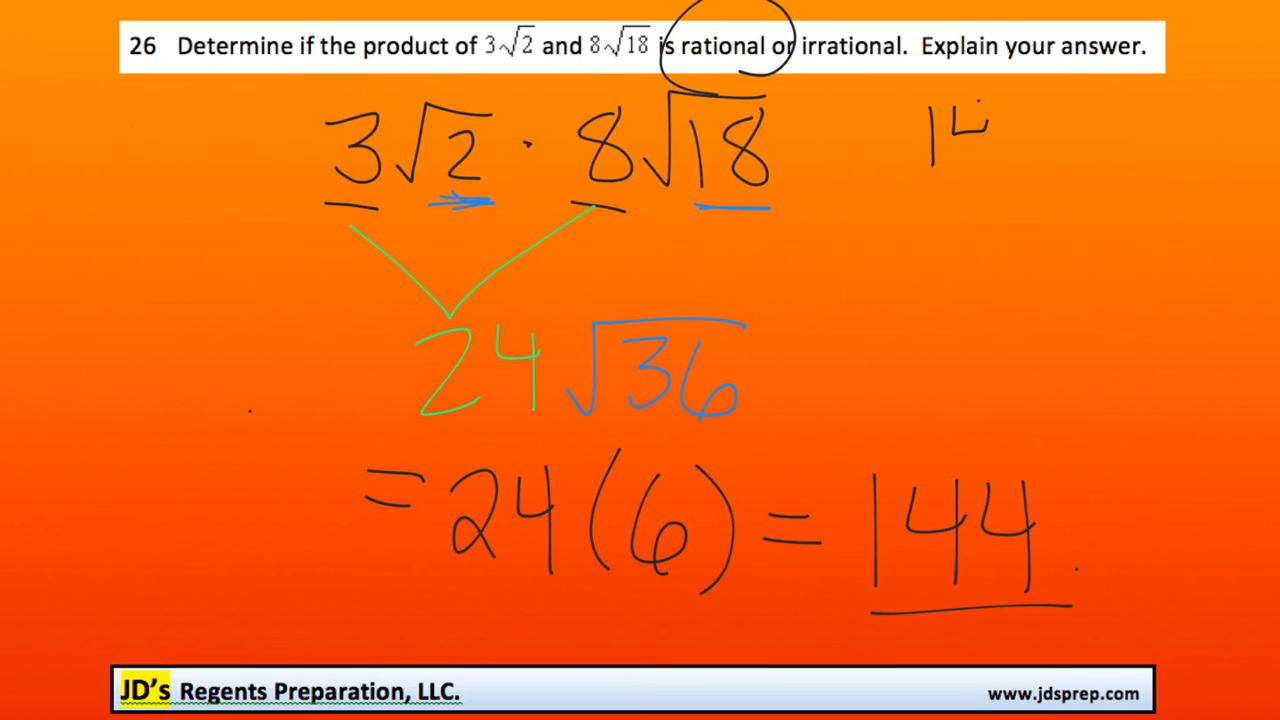 26 Determine if the product of 3√2 and 8√18 is rational or irrational. Explain your answer.
3√2 · 8√18
24√36
= 24(6) = 144
JD's Regents Preparation, LLC.
www.jdsprep.com